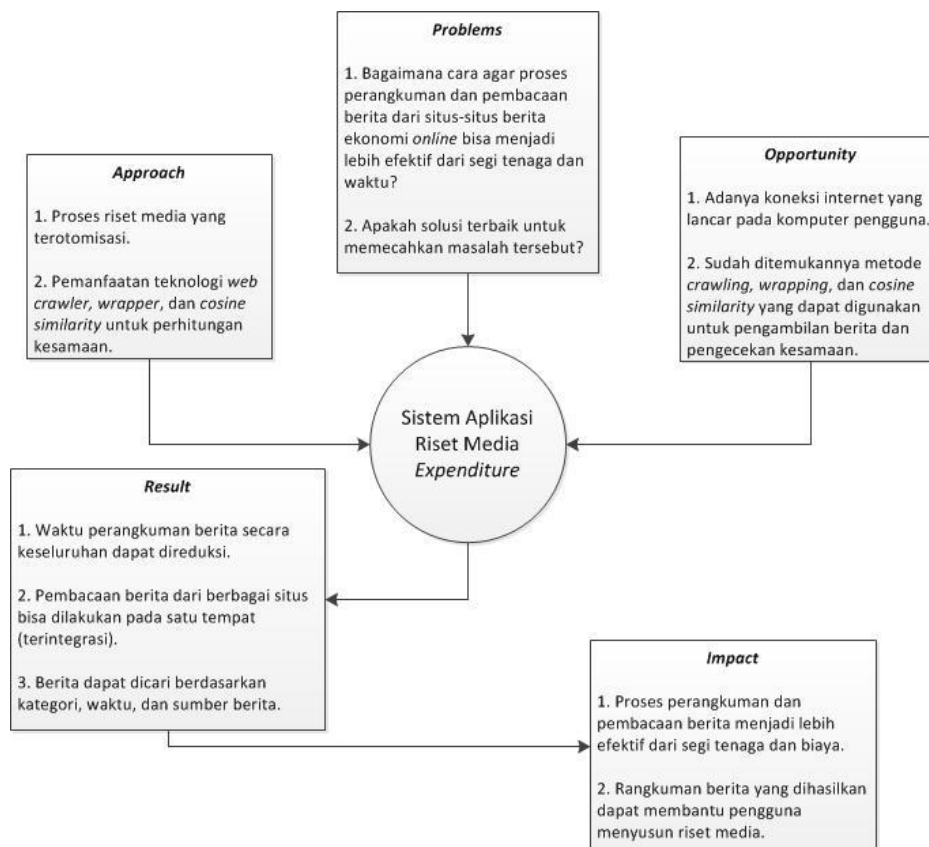 Problems
1. Bagaimana cara agar proses
perangkuman dan pembacaan
berita dari situs-situs berita
ekonomi online bisa menjadi
lebih efektif dari segi tenaga dan
waktu?
2. Apakah solusi terbaik untuk
memecahkan masalah tersebut?
Approach
1. Proses riset media yang
terotomisasi.
2. Pemanfaatan teknologi web
crawler, wrapper, dan cosine
similarity untuk perhitungan
kesamaan.
Opportunity
1. Adanya koneksi internet yang
lancar pada komputer pengguna.
2. Sudah ditemukannya metode
crawling, wrapping, dan cosine
similarity yang dapat digunakan
untuk pengambilan berita dan
pengecekan kesamaan.
Sistem Aplikasi
Riset Media
Expenditure
Result
1. Waktu perangkuman berita secara
keseluruhan dapat direduksi.
2. Pembacaan berita dari berbagai situs
bisa dilakukan pada satu tempat
(terintegrasi).
3. Berita dapat dicari berdasarkan
kategori, waktu, dan sumber berita.
Impact
1. Proses perangkuman dan
pembacaan berita menjadi lebih
efektif dari segi tenaga dan biaya.
2. Rangkuman berita yang dihasilkan
dapat membantu pengguna
menyusun riset media.